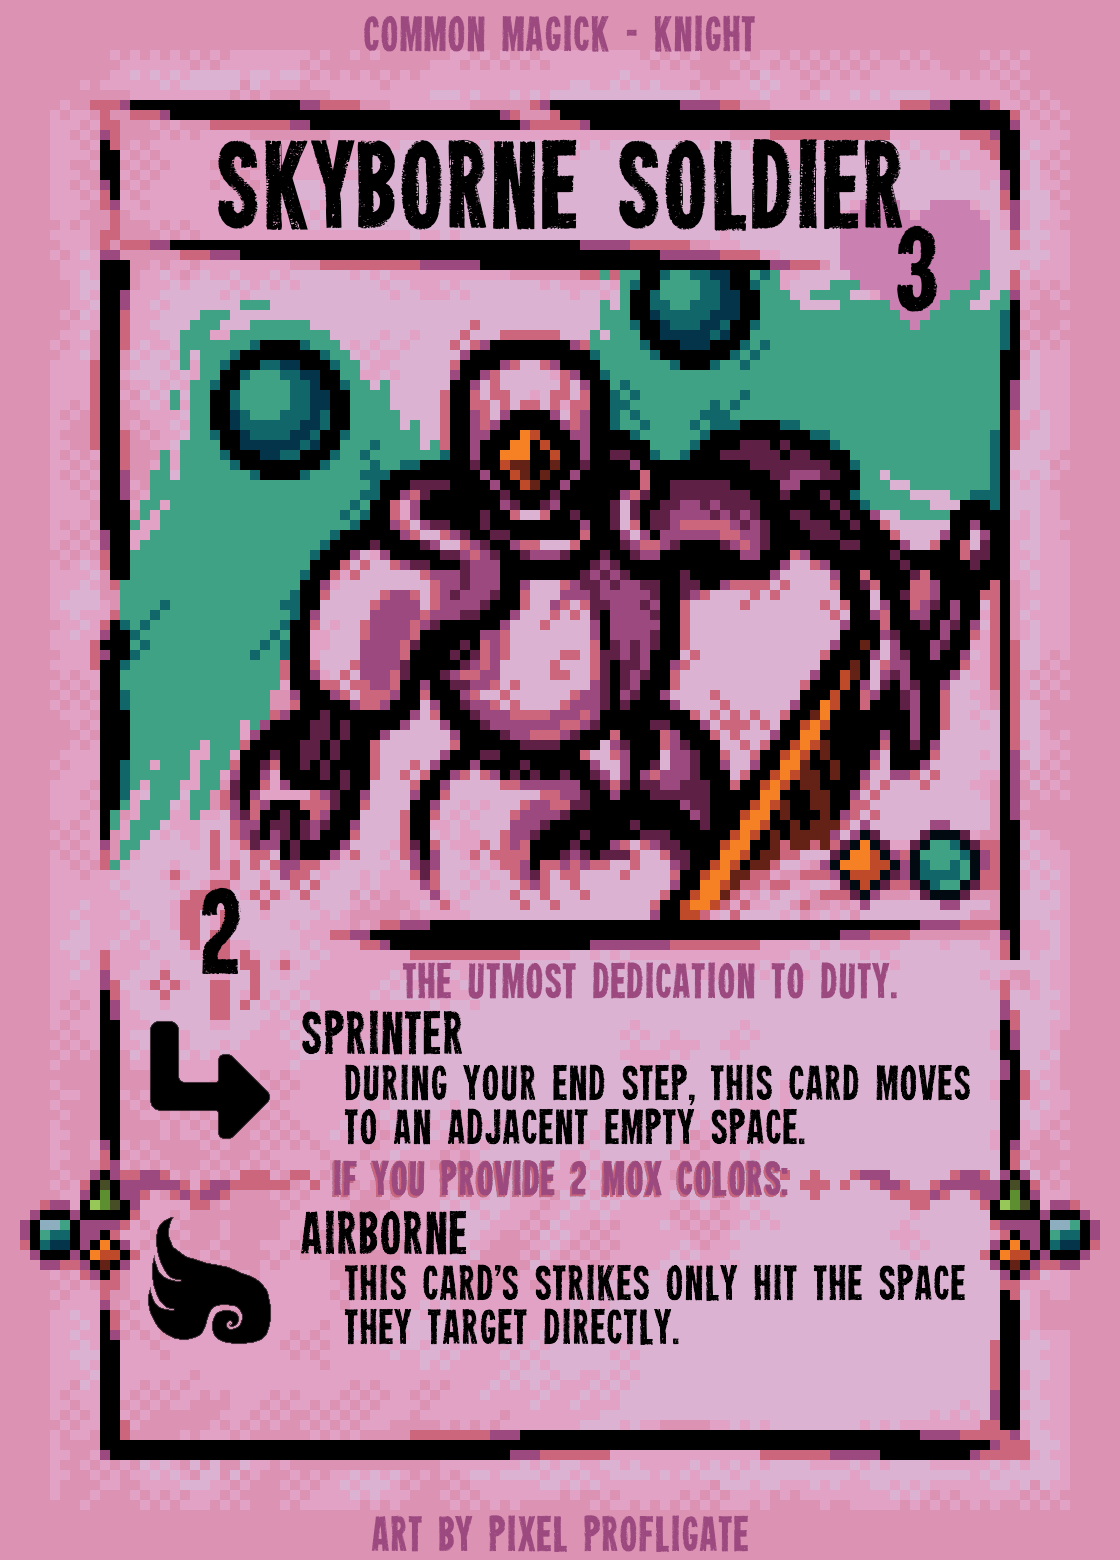 COMMON MAGICK - KNIGHT
SKYBORNE SOLDIER
3
2
THE UTMOST DEDICATION TO DUTY.
SPRINTER
DURING YOUR END STEP, THIS CARD MOVES
TO AN ADJACENT EMPTY SPACE.
IF YOU PROVIDE 2 MOX COLORS:
AIRBORNE
THIS CARD'S STRIKES ONLY HIT THE SPACE
THEY TARGET DIRECTLY.
ART BY PIXEL PROFLIGATE